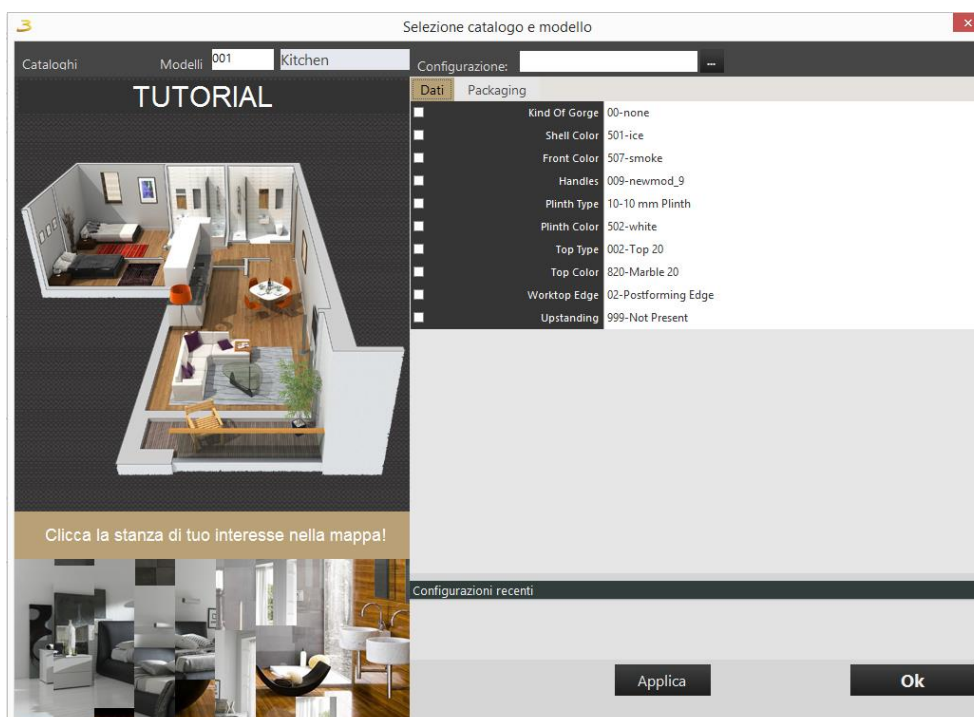 Selezione catalogo e modello
Cataloghi Modelli 001 Kitchen Configurazione: ...
TUTORIAL
Dati Packaging
Kind Of Gorge 00-none
Shell Color 501-ice
Front Color 507-smoke
Handles 009-newmod_9
Plinth Type 10-10 mm Plinth
Plinth Color 502-white
Top Type 002-Top 20
Top Color 820-Marble 20
Worktop Edge 02-Postforming Edge
Upstanding 999-Not Present
Clicca la stanza di tuo interesse nella mappa!
Configurazioni recenti
Applica Ok